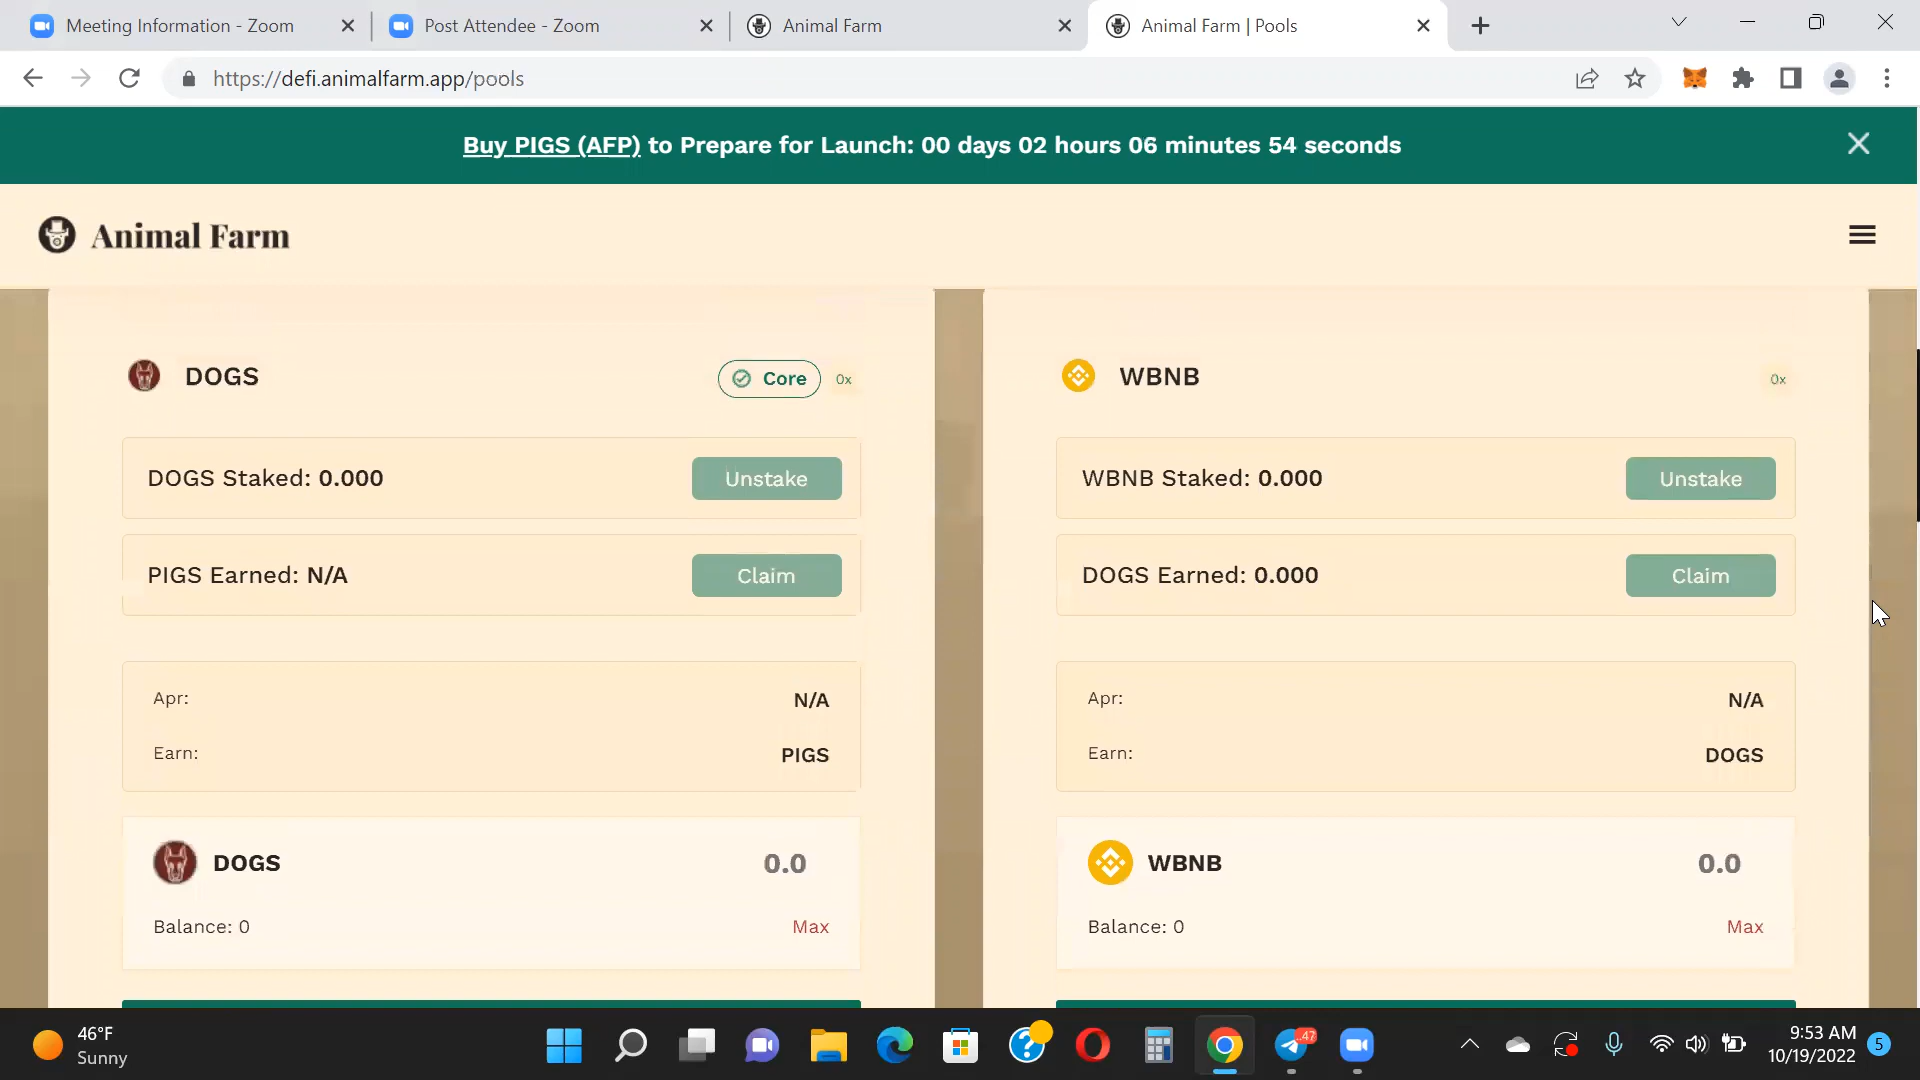 Meeting Information - Zoom
Post Attendee - Zoom
Animal Farm
Animal Farm | Pools
https://defi.animalfarm.app/pools
Buy PIGS (AFP) to Prepare for Launch: 00 days 02 hours 06 minutes 54 seconds
Animal Farm
DOGS
Core
0x
WBNB
0x
DOGS Staked: 0.000
Unstake
WBNB Staked: 0.000
Unstake
PIGS Earned: N/A
Claim
DOGS Earned: 0.000
Claim
Apr:
N/A
Apr:
N/A
Earn:
PIGS
Earn:
DOGS
DOGS
0.0
WBNB
0.0
Balance: 0
Max
Balance: 0
Max
46°F
Sunny
47
9:53 AM
10/19/2022
5